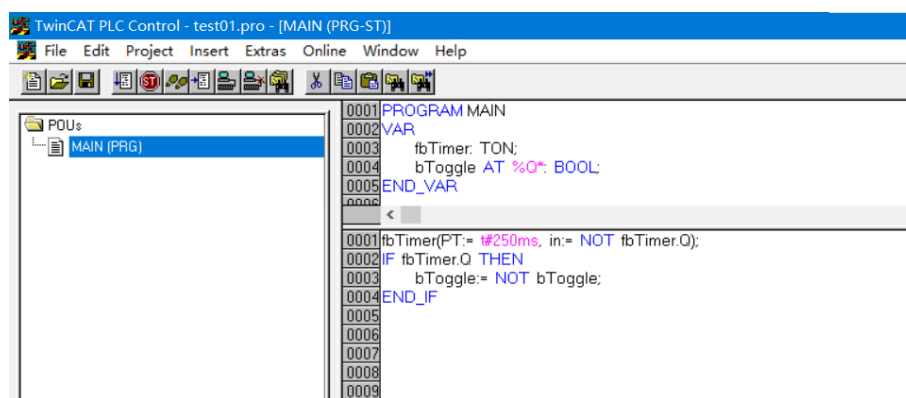 TwinCAT PLC Control - test01.pro - [MAIN (PRG-ST)]
File Edit Project Insert Extras Online Window Help
POUs
MAIN (PRG)
0001 PROGRAM MAIN
0002 VAR
0003 fbTimer: TON;
0004 bToggle AT %Q*: BOOL;
0005 END_VAR
0006
0001 fbTimer(PT:= t#250ms, in:= NOT fbTimer.Q);
0002 IF fbTimer.Q THEN
0003 bToggle:= NOT bToggle;
0004 END_IF
0005
0006
0007
0008
0009